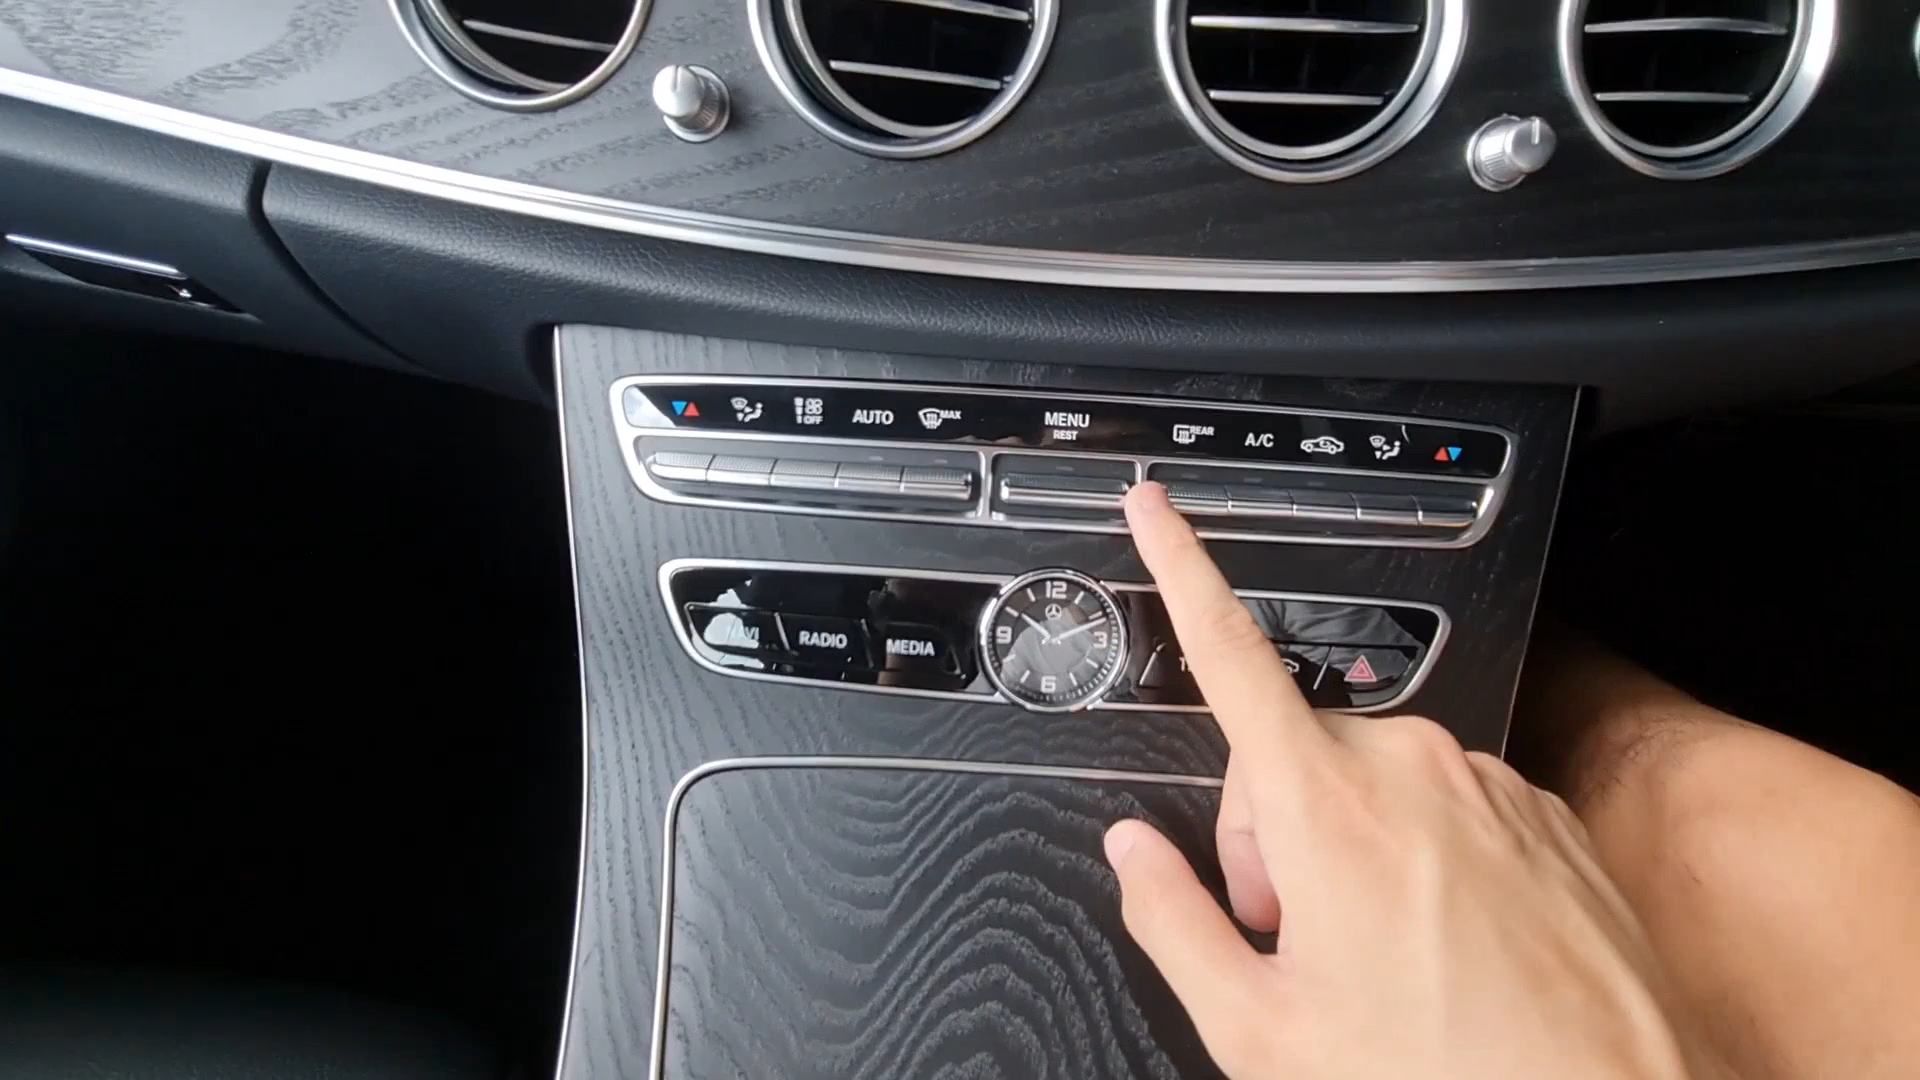 OFF
AUTO
MAX
MENU
REST
REAR
A/C
NAVI
RADIO
MEDIA
12
3
6
9